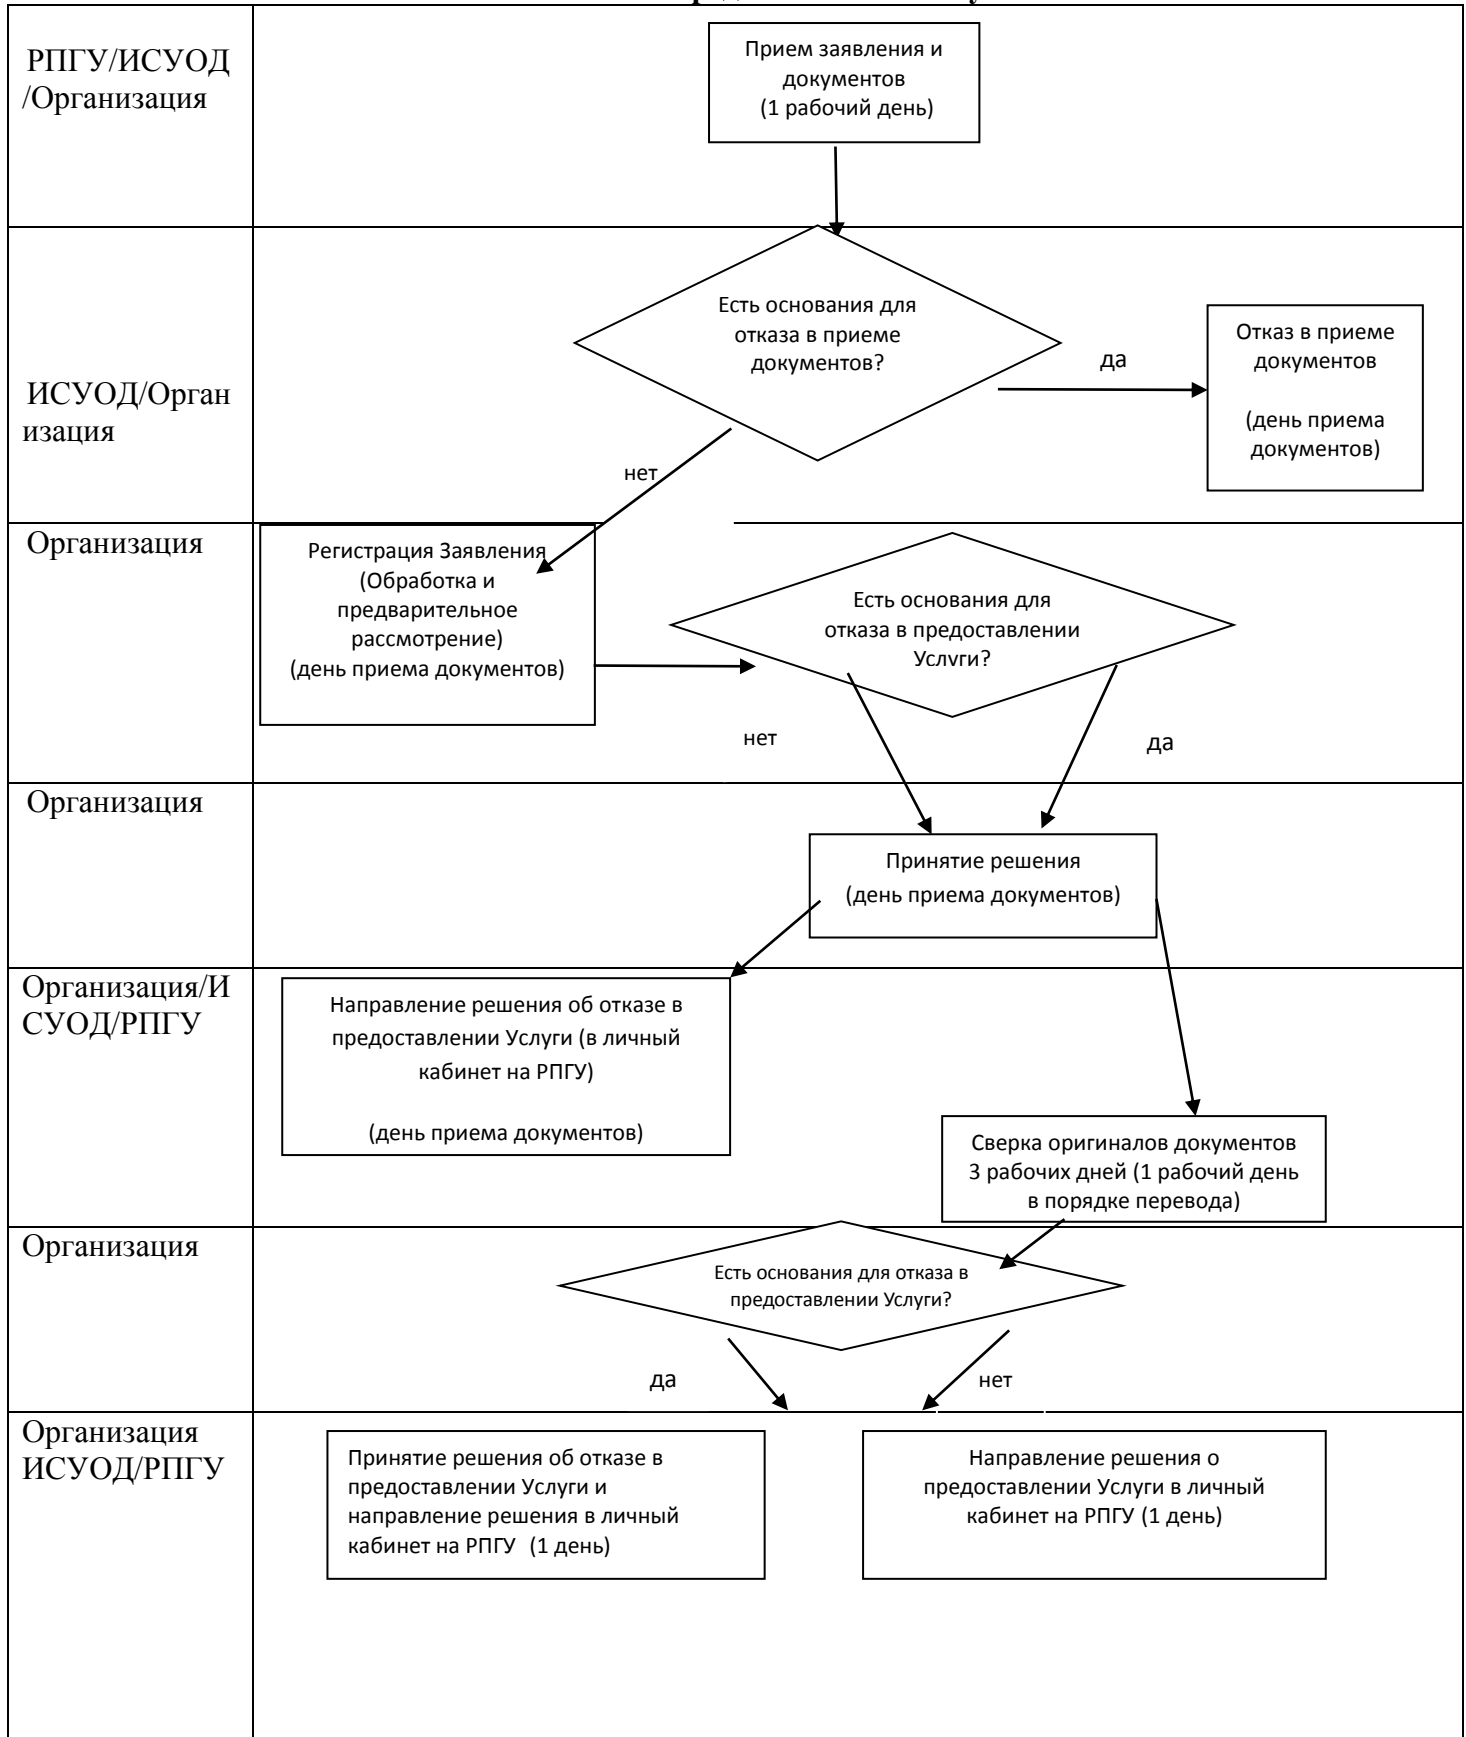 РПГУ/ИСУОД
/Организация
Прием заявления и
документов
(1 рабочий день)
ИСУОД/Орган
изация
Есть основания для
отказа в приеме
документов?
да
Отказ в приеме
документов
(день приема
документов)
нет
Организация
Регистрация Заявления
(Обработка и
предварительное
рассмотрение)
(день приема документов)
Есть основания для
отказа в предоставлении
Услуги?
нет
да
Организация
Принятие решения
(день приема документов)
Организация/И
СУОД/РПГУ
Направление решения об отказе в
предоставлении Услуги (в личный
кабинет на РПГУ)
(день приема документов)
Сверка оригиналов документов
3 рабочих дней (1 рабочий день
в порядке перевода)
Организация
Есть основания для отказа в
предоставлении Услуги?
да
нет
Организация
ИСУОД/РПГУ
Принятие решения об отказе в
предоставлении Услуги и
направление решения в личный
кабинет на РПГУ (1 день)
Направление решения о
предоставлении Услуги в личный
кабинет на РПГУ (1 день)